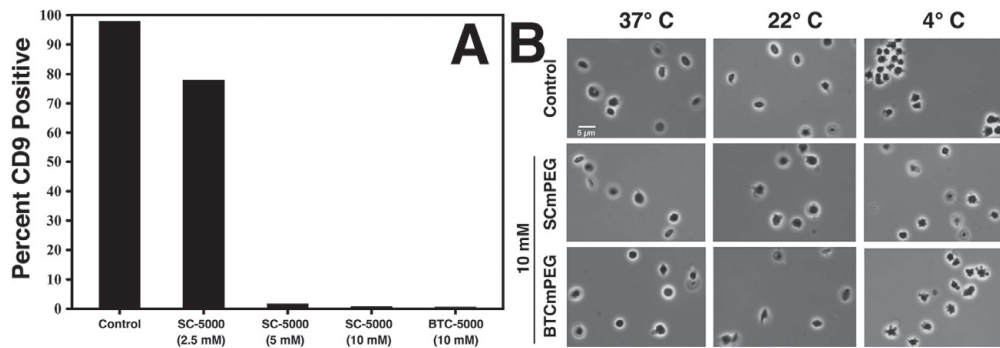 A
Percent CD9 Positive
100
90
80
70
60
50
40
30
20
10
0
Control
SC-5000
(2.5 mM)
SC-5000
(5 mM)
SC-5000
(10 mM)
BTC-5000
(10 mM)
B
37° C
22° C
4° C
Control
5 µm
10 mM
SCmPEG
BTCmPEG